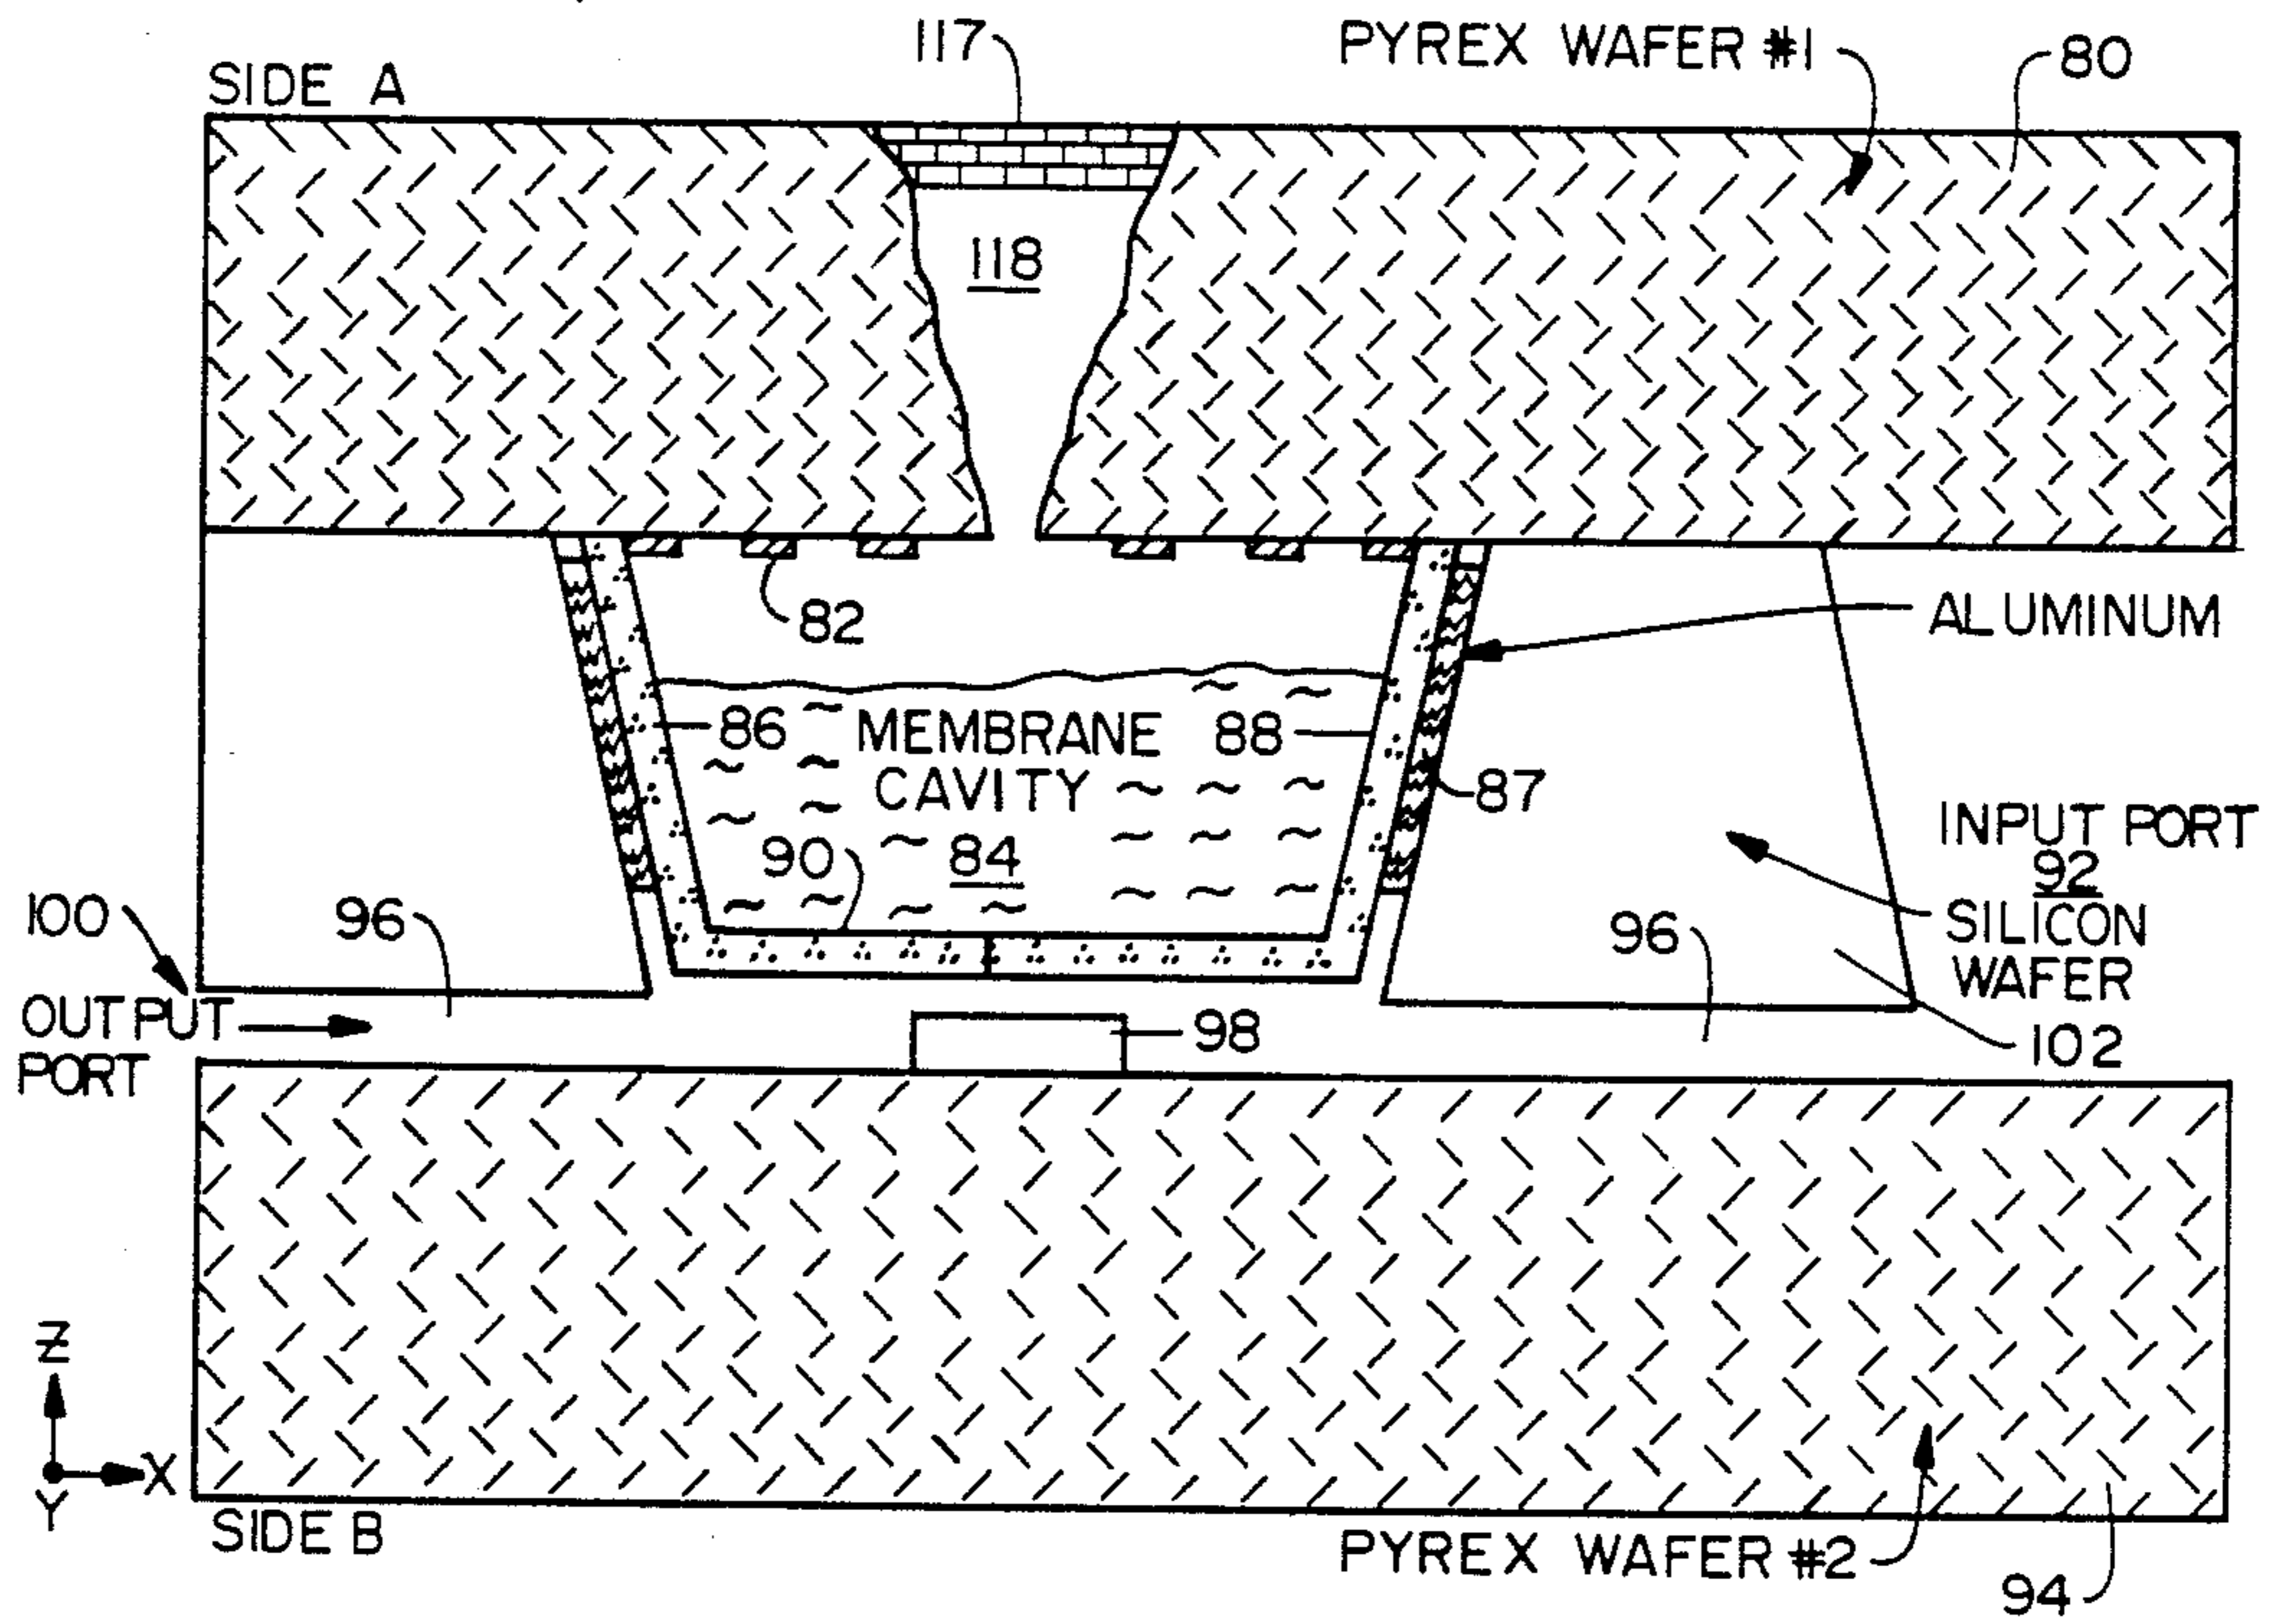 117
PYREX WAFER #1
80
SIDE A
118
82
ALUMINUM
86
MEMBRANE
CAVITY
88
87
90
84
INPUT PORT
92
SILICON
WAFER
100
96
96
OUTPUT
PORT
98
102
Z
X
Y
SIDE B
PYREX WAFER #2
94